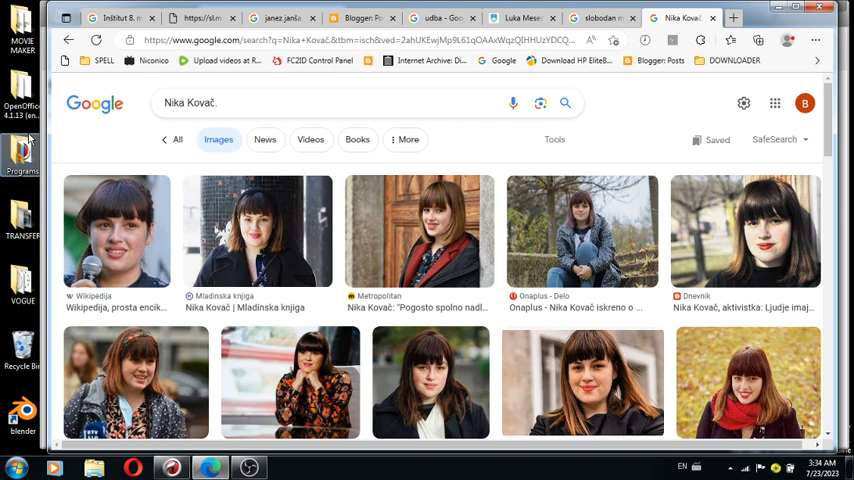 MOVIE
MAKER
OpenOffice
4.1.13 (en...
Programs
TRANSFER
VOGUE
Recycle Bin
blender
Inštitut 8. m
https://sl.m
janez janša
Blogger: Po
udba - Goo
Luka Mesec
slobodan m
Nika Kovač.
https://www.google.com/search?q=Nika+Kovač.&tbm=isch&ved=2ahUKEwjMp9L61qOAAxWqzQIHHUzYDCQ...
SPELL
Niconico
Upload videos at R...
FC2ID Control Panel
Blogger: Posts
Internet Archive: Di...
Google
Download HP EliteB...
Blogger: Posts
DOWNLOADER
Google
Nika Kovač.
B
All
Images
News
Videos
Books
More
Tools
Saved
SafeSearch
Wikipedija
Wikipedija, prosta encik...
Mladinska knjiga
Nika Kovač | Mladinska knjiga
Metropolitan
Nika Kovač: "Pogosto spolno nadl...
Onaplus - Delo
Onaplus - Nika Kovač iskreno o ...
Dnevnik
Nika Kovač, aktivistka: Ljudje imaj...
EN
3:34 AM
7/23/2023